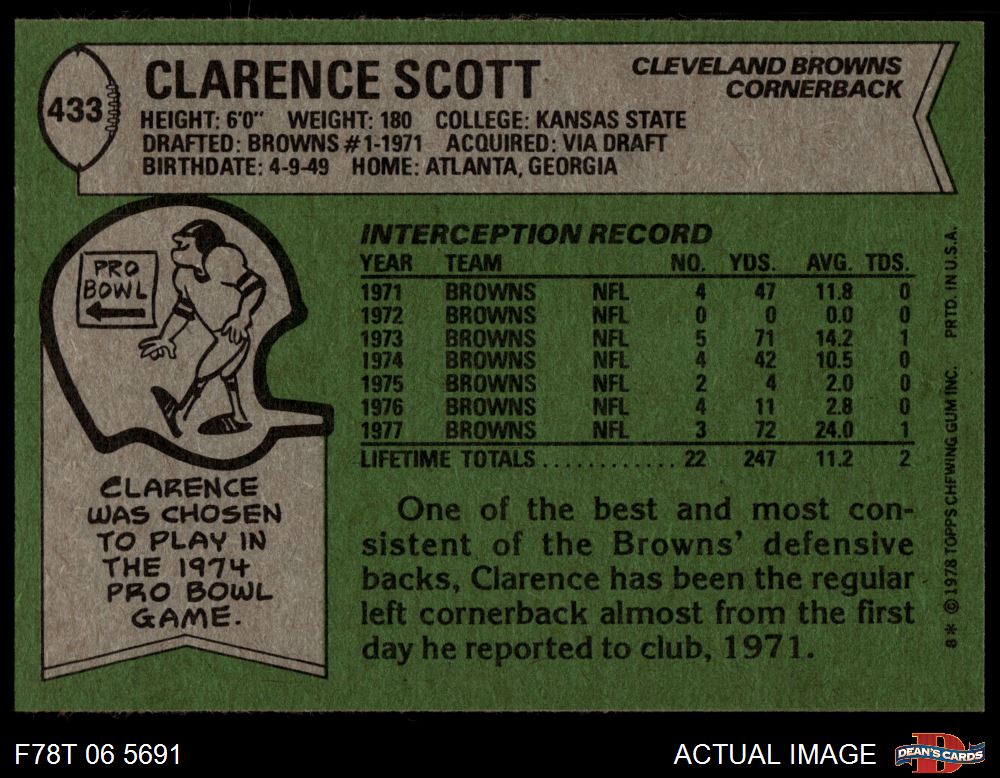 433
CLARENCE SCOTT
CLEVELAND BROWNS
CORNERBACK
HEIGHT: 6'0" WEIGHT: 180 COLLEGE: KANSAS STATE
DRAFTED: BROWNS #1-1971 ACQUIRED: VIA DRAFT
BIRTHDATE: 4-9-49 HOME: ATLANTA, GEORGIA
PRO
BOWL
CLARENCE
WAS CHOSEN
TO PLAY IN
THE 1974
PRO BOWL
GAME.
INTERCEPTION RECORD
YEAR TEAM NO. YDS. AVG. TDS.
1971 BROWNS NFL 4 47 11.8 0
1972 BROWNS NFL 0 0 0.0 0
1973 BROWNS NFL 5 71 14.2 1
1974 BROWNS NFL 4 42 10.5 0
1975 BROWNS NFL 2 4 2.0 0
1976 BROWNS NFL 4 11 2.8 0
1977 BROWNS NFL 3 72 24.0 1
LIFETIME TOTALS............ 22 247 11.2 2
One of the best and most con-
sistent of the Browns' defensive
backs, Clarence has been the regular
left cornerback almost from the first
day he reported to club, 1971.
8* © 1978 TOPPS CHEWING GUM INC. PRTD. IN U.S.A.
F78T 06 5691
ACTUAL IMAGE
DEAN'S CARDS